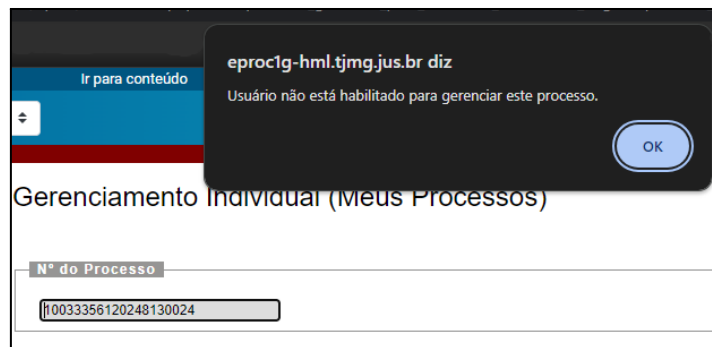 eproc1g-hml.tjmg.jus.br diz
Usuário não está habilitado para gerenciar este processo.
OK
Ir para conteúdo
Gerenciamento Individual (Meus Processos)
Nº do Processo
10033356120248130024